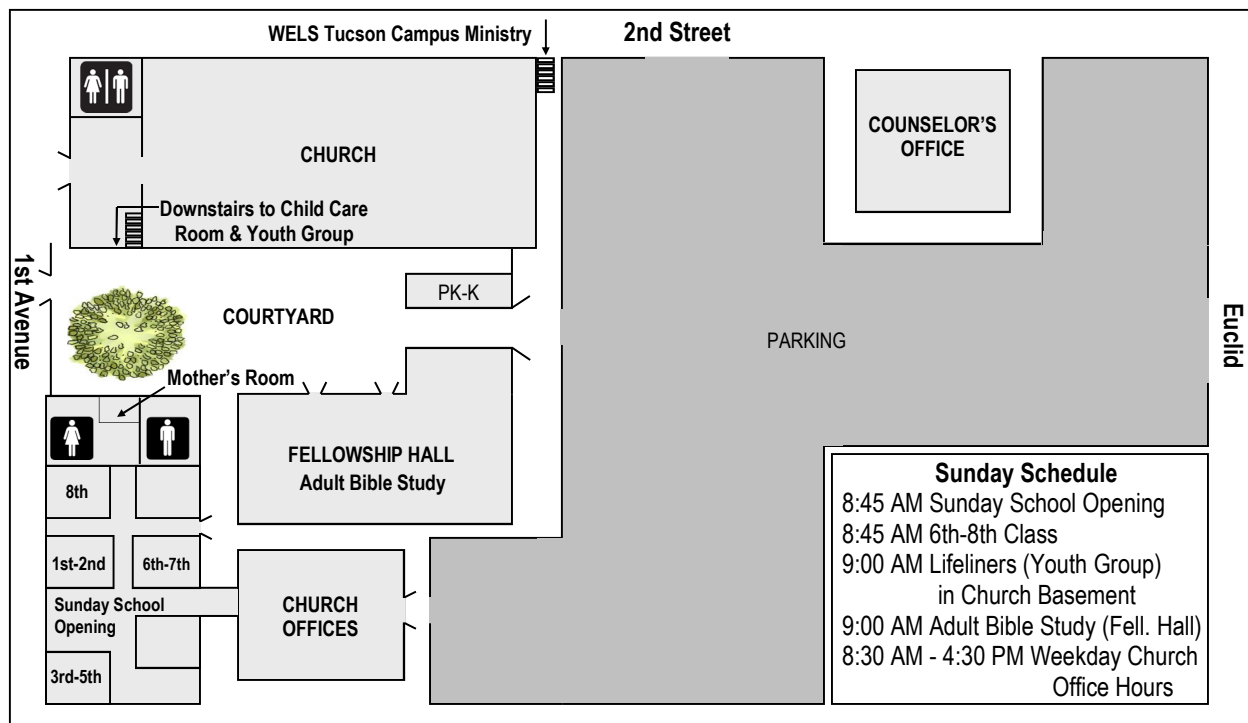 WELS Tucson Campus Ministry
2nd Street
COUNSELOR'S
OFFICE
CHURCH
Downstairs to Child Care
Room & Youth Group
1st Avenue
PK-K
COURTYARD
PARKING
Euclid
Mother's Room
FELLOWSHIP HALL
Adult Bible Study
8th
1st-2nd
6th-7th
Sunday School
Opening
3rd-5th
CHURCH
OFFICES
Sunday Schedule
8:45 AM Sunday School Opening
8:45 AM 6th-8th Class
9:00 AM Lifeliners (Youth Group)
in Church Basement
9:00 AM Adult Bible Study (Fell. Hall)
8:30 AM - 4:30 PM Weekday Church
Office Hours